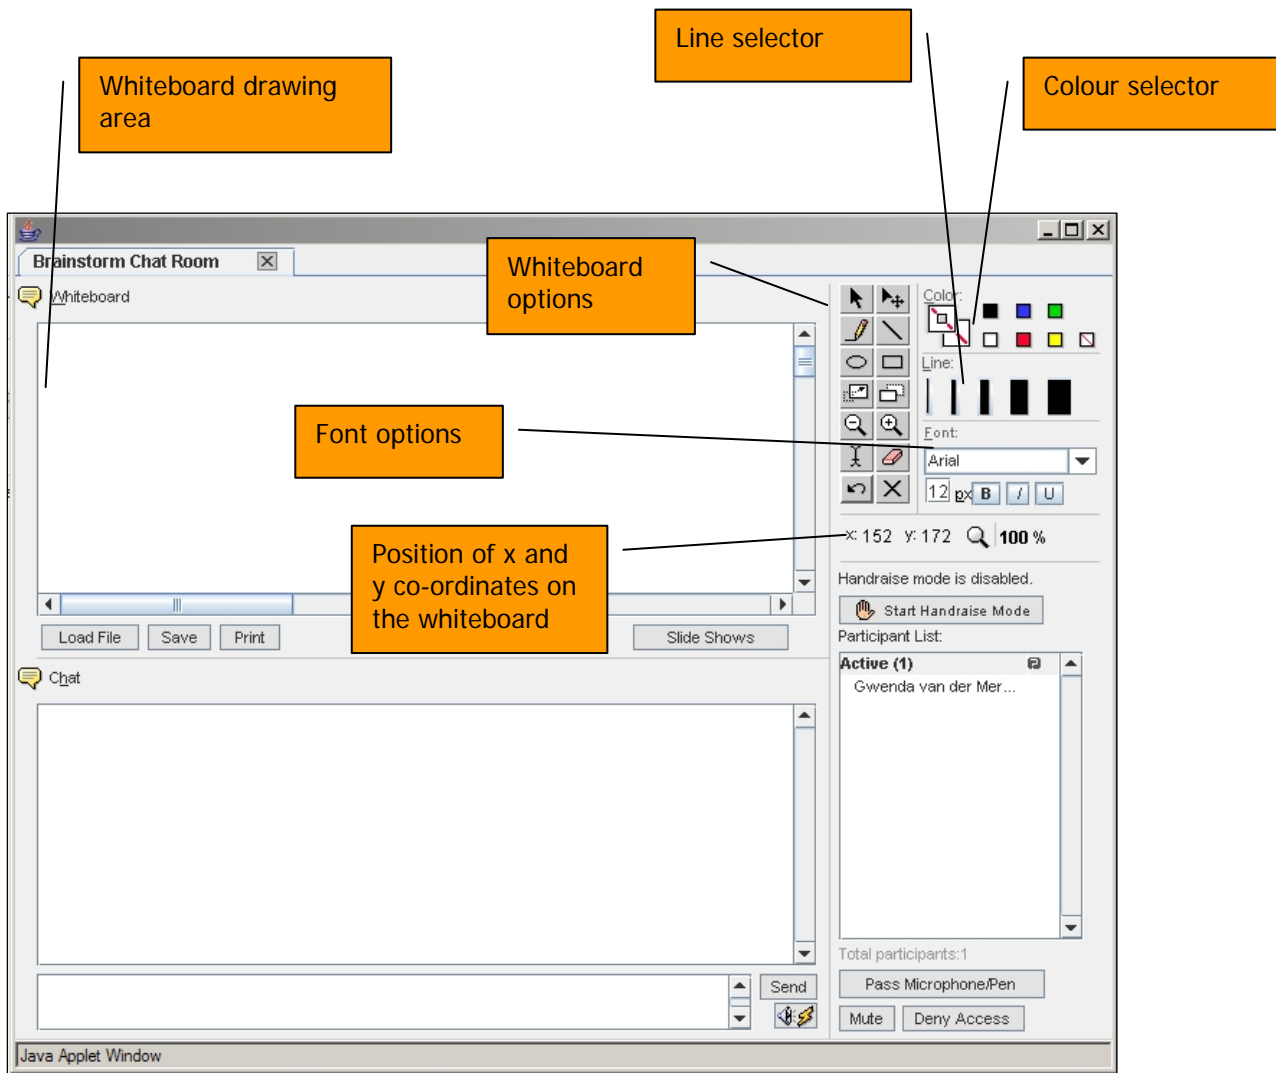 Line selector
Whiteboard drawing
area
Colour selector
Brainstorm Chat Room
Whiteboard
options
Whiteboard
Color:
Line:
Font options
Font:
Arial
12 px B I U
Position of x and
y co-ordinates on
the whiteboard
x: 152 y: 172 100 %
Handraise mode is disabled.
Start Handraise Mode
Load File Save Print Slide Shows
Participant List:
Active (1)
Gwenda van der Mer...
Chat
Total participants:1
Send
Pass Microphone/Pen
Mute Deny Access
Java Applet Window